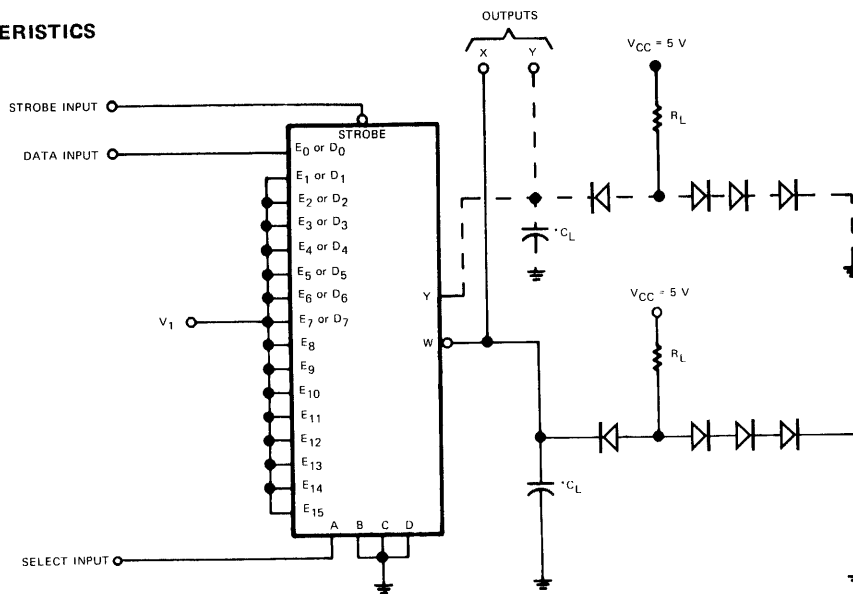 ERISTICS
OUTPUTS
X Y
VCC = 5 V
RL
STROBE INPUT
STROBE
DATA INPUT
E0 or D0
E1 or D1
E2 or D2
E3 or D3
E4 or D4
E5 or D5
E6 or D6
E7 or D7
E8
E9
E10
E11
E12
E13
E14
E15
V1
Y
W
*CL
VCC = 5 V
RL
*CL
A B C D
SELECT INPUT